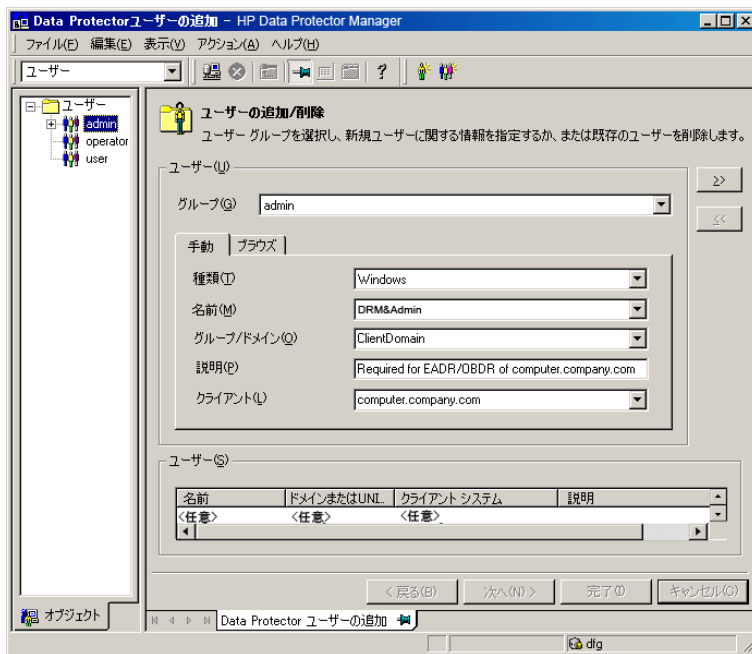 Data Protectorユーザーの追加 - HP Data Protector Manager
ファイル(F) 編集(E) 表示(V) アクション(A) ヘルプ(H)
ユーザー
ユーザー
admin
operator
user
ユーザーの追加/削除
ユーザー グループを選択し、新規ユーザーに関する情報を指定するか、または既存のユーザーを削除します。
ユーザー(U)
>>
<<
グループ(G) admin
手動 ブラウズ
種類(T) Windows
名前(M) DRM&Admin
グループ/ドメイン(O) ClientDomain
説明(P) Required for EADR/OBDR of computer.company.com
クライアント(L) computer.company.com
ユーザー(S)
名前 ドメインまたはUNI... クライアント システム 説明
<任意> <任意> <任意>
< 戻る(B) 次へ(N) > 完了(I) キャンセル(C)
オブジェクト
Data Protector ユーザーの追加
dfg